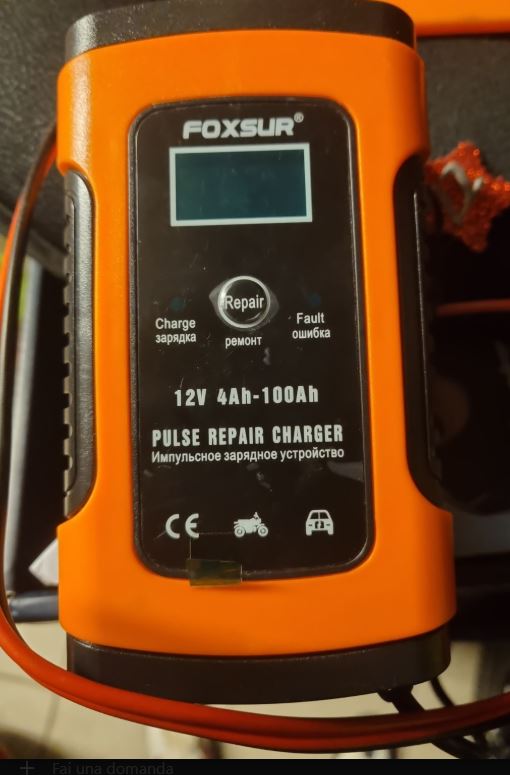 FOXSUR®
Repair
Charge
зарядка
ремонт
Fault
ошибка
12V 4Ah-100Ah
PULSE REPAIR CHARGER
Импульсное зарядное устройство
CE
Fai una domanda